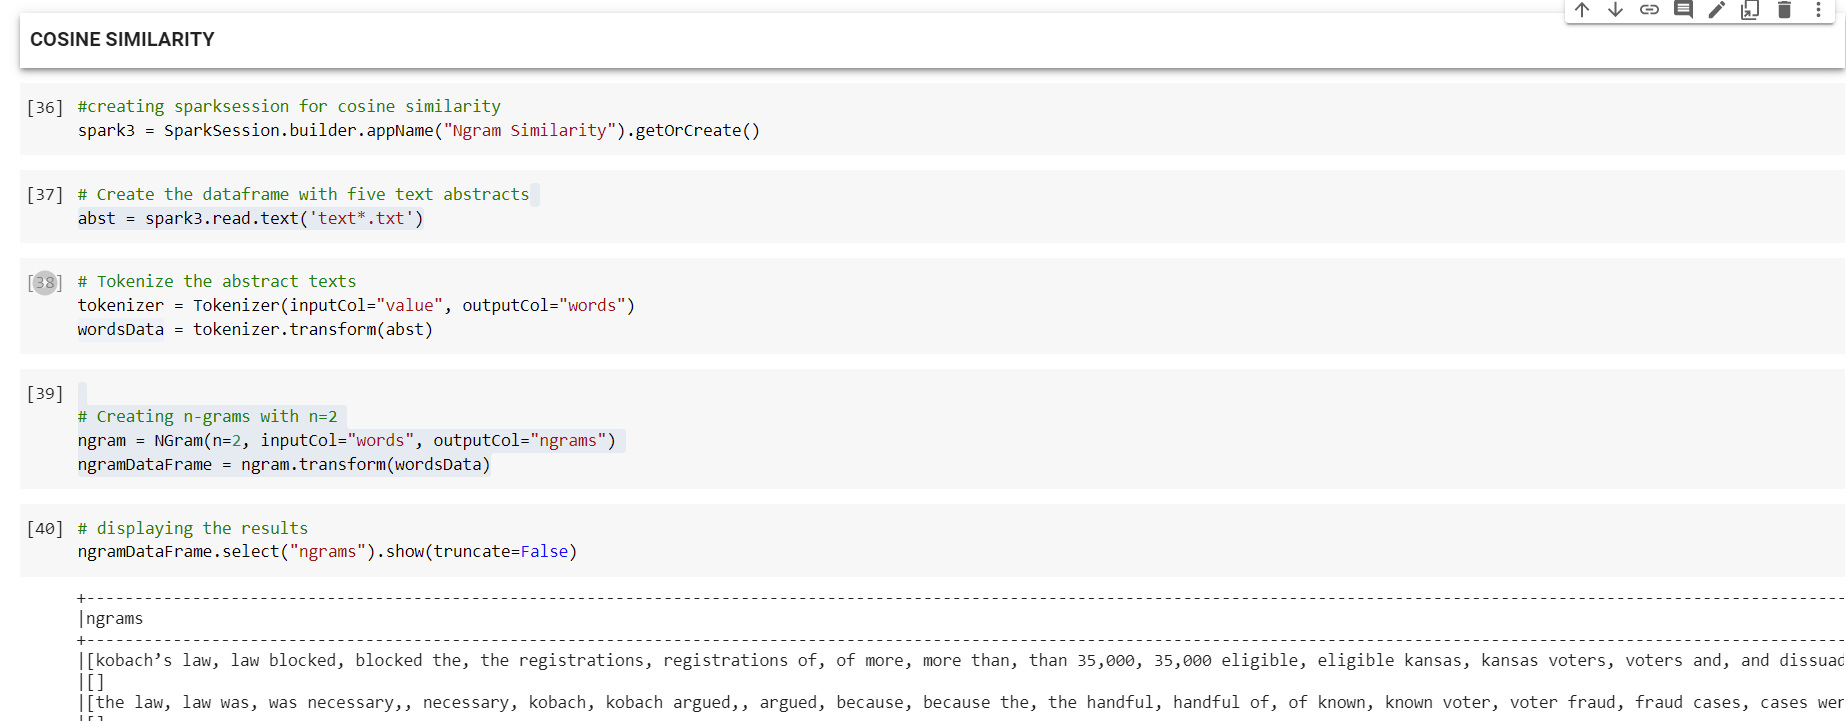 COSINE SIMILARITY
[36] #creating sparksession for cosine similarity
spark3 = SparkSession.builder.appName("Ngram Similarity").getOrCreate()
[37] # Create the dataframe with five text abstracts
abst = spark3.read.text('text*.txt')
[38] # Tokenize the abstract texts
tokenizer = Tokenizer(inputCol="value", outputCol="words")
wordsData = tokenizer.transform(abst)
[39]
# Creating n-grams with n=2
ngram = NGram(n=2, inputCol="words", outputCol="ngrams")
ngramDataFrame = ngram.transform(wordsData)
[40] # displaying the results
ngramDataFrame.select("ngrams").show(truncate=False)
|ngrams
|[kobach’s law, law blocked, blocked the, the registrations, registrations of, of more, more than, than 35,000, 35,000 eligible, eligible kansas, kansas voters, voters and, and dissuad
|[]
|[the law, law was, was necessary,, necessary, kobach, kobach argued,, argued, because, because the, the handful, handful of, of known, known voter, voter fraud, fraud cases, cases wer